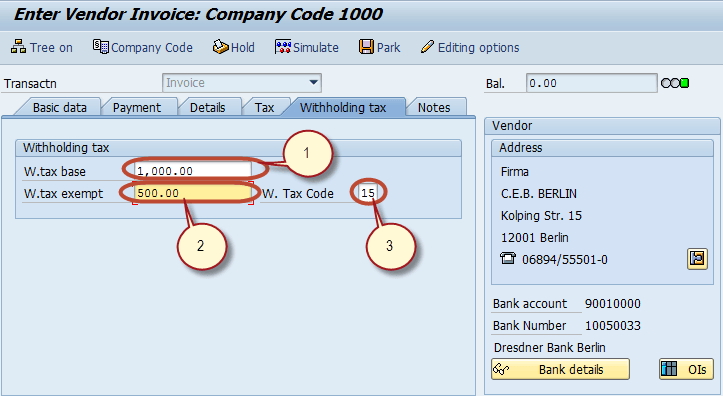 Enter Vendor Invoice: Company Code 1000
Tree on Company Code Hold Simulate Park Editing options
Transactn Invoice Bal. 0.00
Basic data Payment Details Tax Withholding tax Notes
Withholding tax
W.tax base 1,000.00
W.tax exempt 500.00 W. Tax Code 15
1
2
3
Vendor
Address
Firma
C.E.B. BERLIN
Kolping Str. 15
12001 Berlin
06894/55501-0
Bank account 90010000
Bank Number 10050033
Dresdner Bank Berlin
Bank details OIs